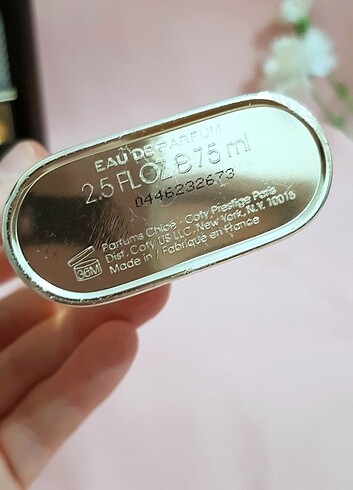 EAU DE PARFUM
2.5 FL.OZ ℮75 ml
0446232673
Parfums Chloé - Coty Prestige Paris
Dist. Coty US LLC, New York, N.Y. 10016
Made in / Fabriqué en France
36M